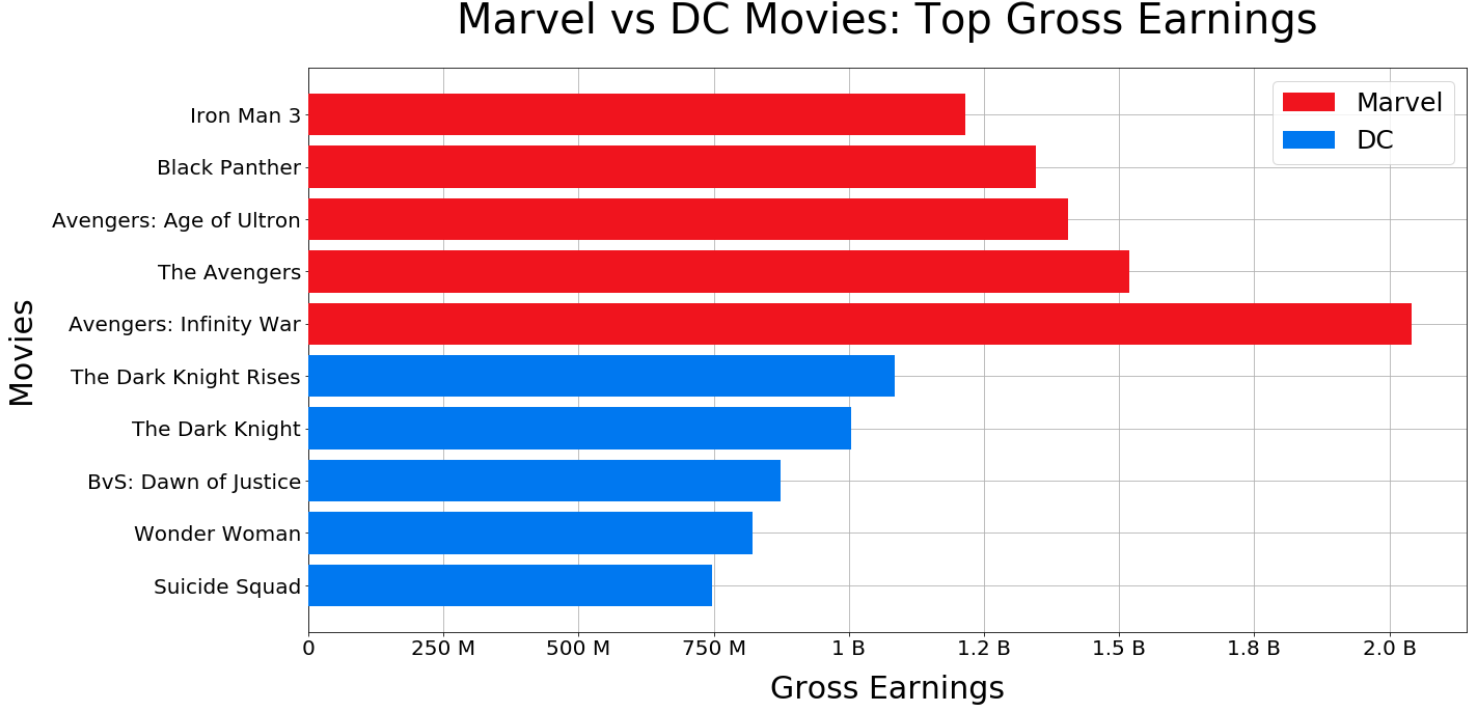 Marvel vs DC Movies: Top Gross Earnings
Marvel
DC
Movies
Iron Man 3
Black Panther
Avengers: Age of Ultron
The Avengers
Avengers: Infinity War
The Dark Knight Rises
The Dark Knight
BvS: Dawn of Justice
Wonder Woman
Suicide Squad
0 250 M 500 M 750 M 1 B 1.2 B 1.5 B 1.8 B 2.0 B
Gross Earnings